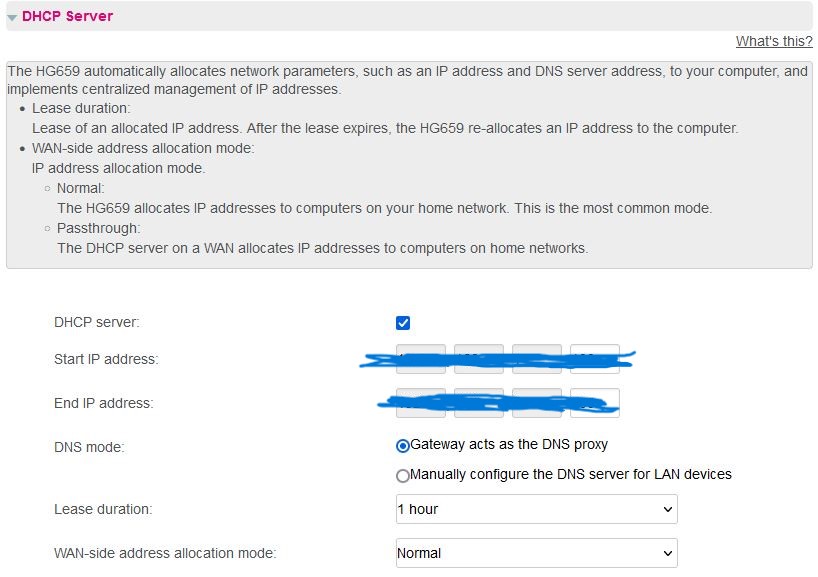 DHCP Server
What's this?
The HG659 automatically allocates network parameters, such as an IP address and DNS server address, to your computer, and
implements centralized management of IP addresses.
Lease duration:
Lease of an allocated IP address. After the lease expires, the HG659 re-allocates an IP address to the computer.
WAN-side address allocation mode:
IP address allocation mode.
Normal:
The HG659 allocates IP addresses to computers on your home network. This is the most common mode.
Passthrough:
The DHCP server on a WAN allocates IP addresses to computers on home networks.
DHCP server:
Start IP address:
End IP address:
DNS mode:
Gateway acts as the DNS proxy
Manually configure the DNS server for LAN devices
Lease duration:
1 hour
WAN-side address allocation mode:
Normal